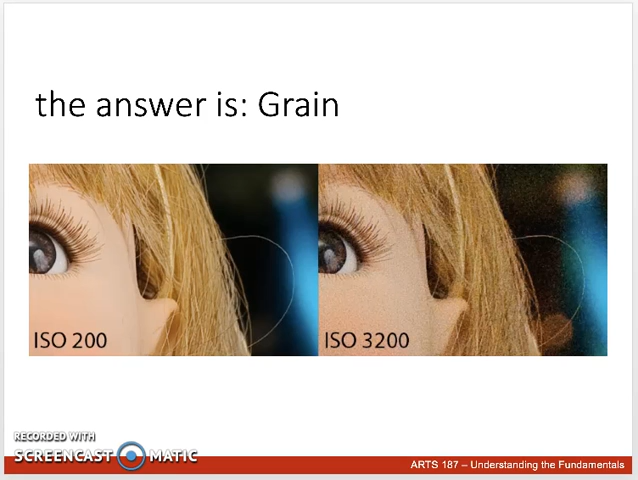 the answer is: Grain
ISO 200
ISO 3200
RECORDED WITH
SCREENCAST MATIC
ARTS 187 – Understanding the Fundamentals